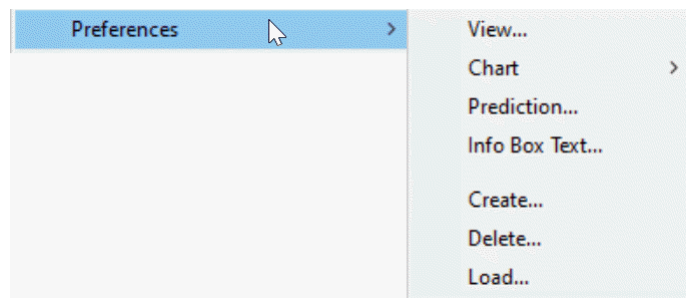 Preferences
View...
Chart
Prediction...
Info Box Text...
Create...
Delete...
Load...